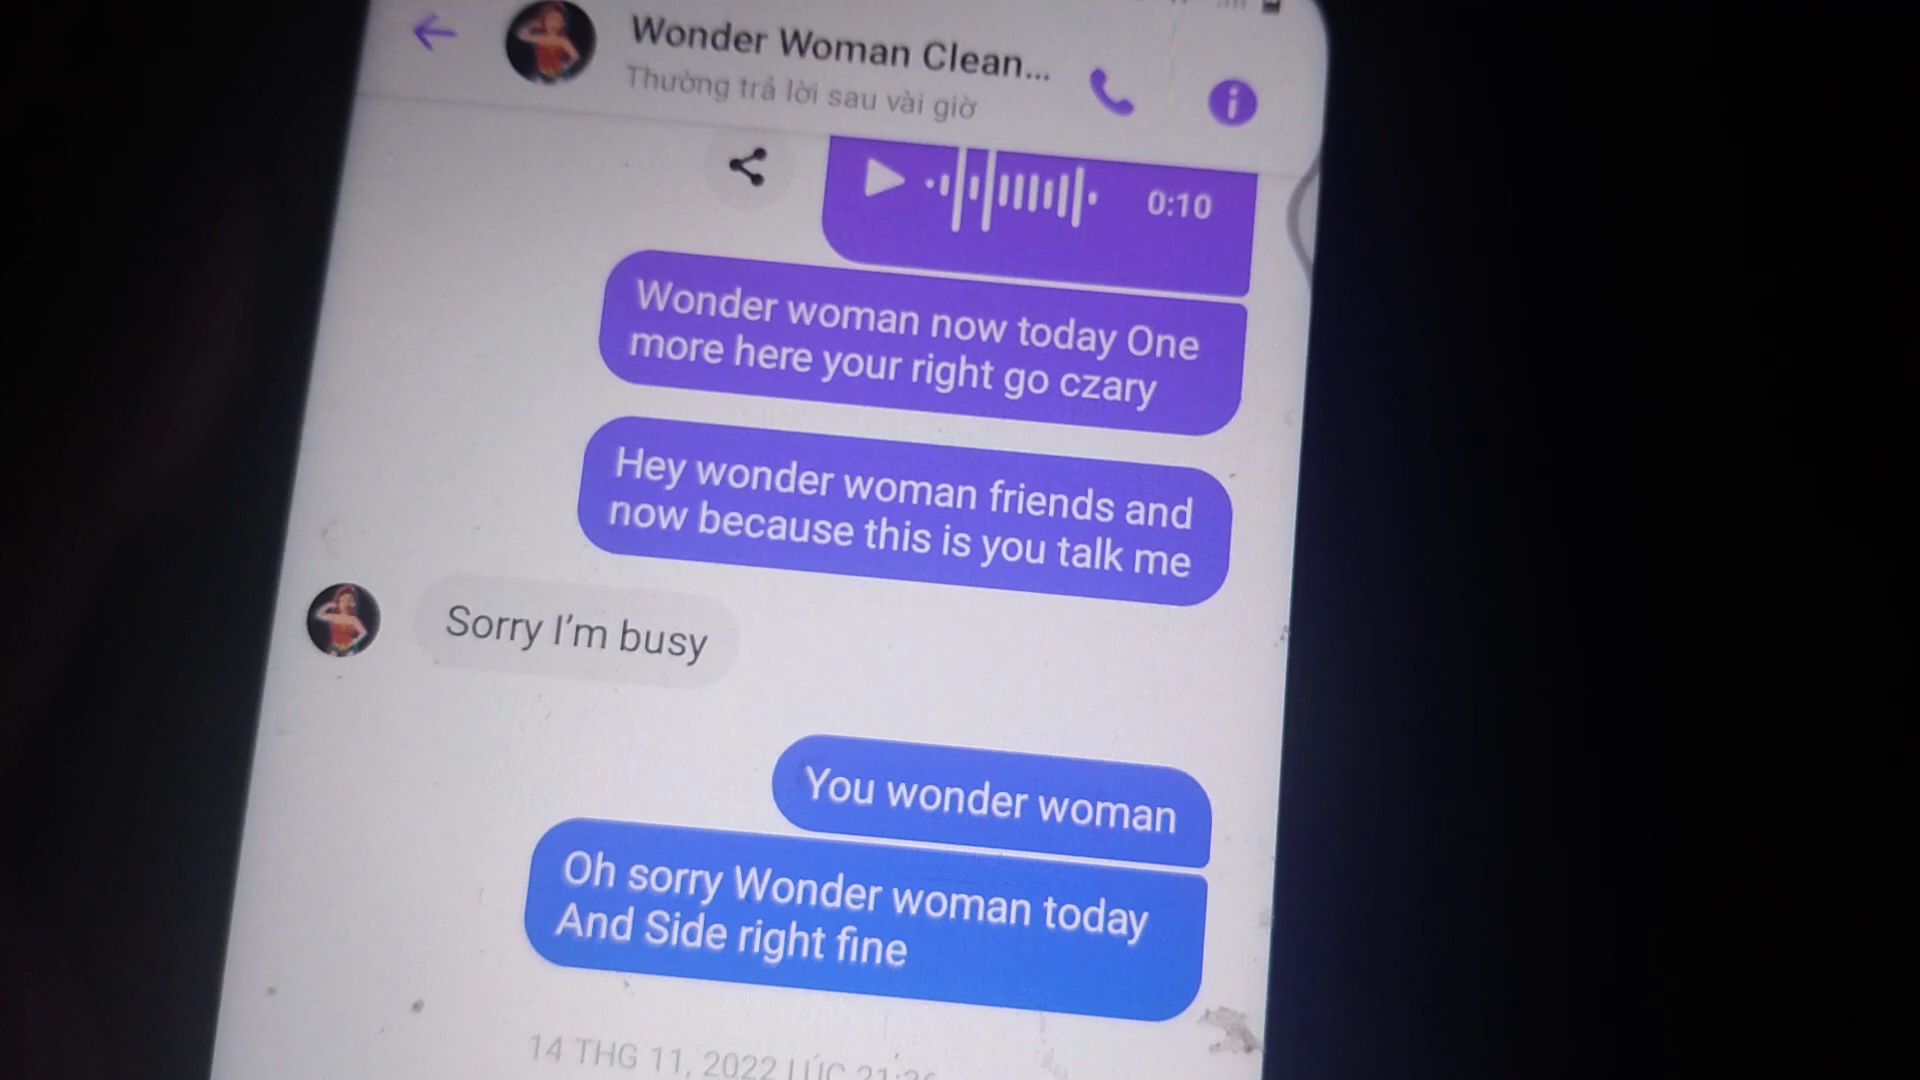 Wonder Woman Clean...
Thường trả lời sau vài giờ
0:10
Wonder woman now today One
more here your right go czary
Hey wonder woman friends and
now because this is you talk me
Sorry I'm busy
You wonder woman
Oh sorry Wonder woman today
And Side right fine
14 THG 11, 2022 LÚC